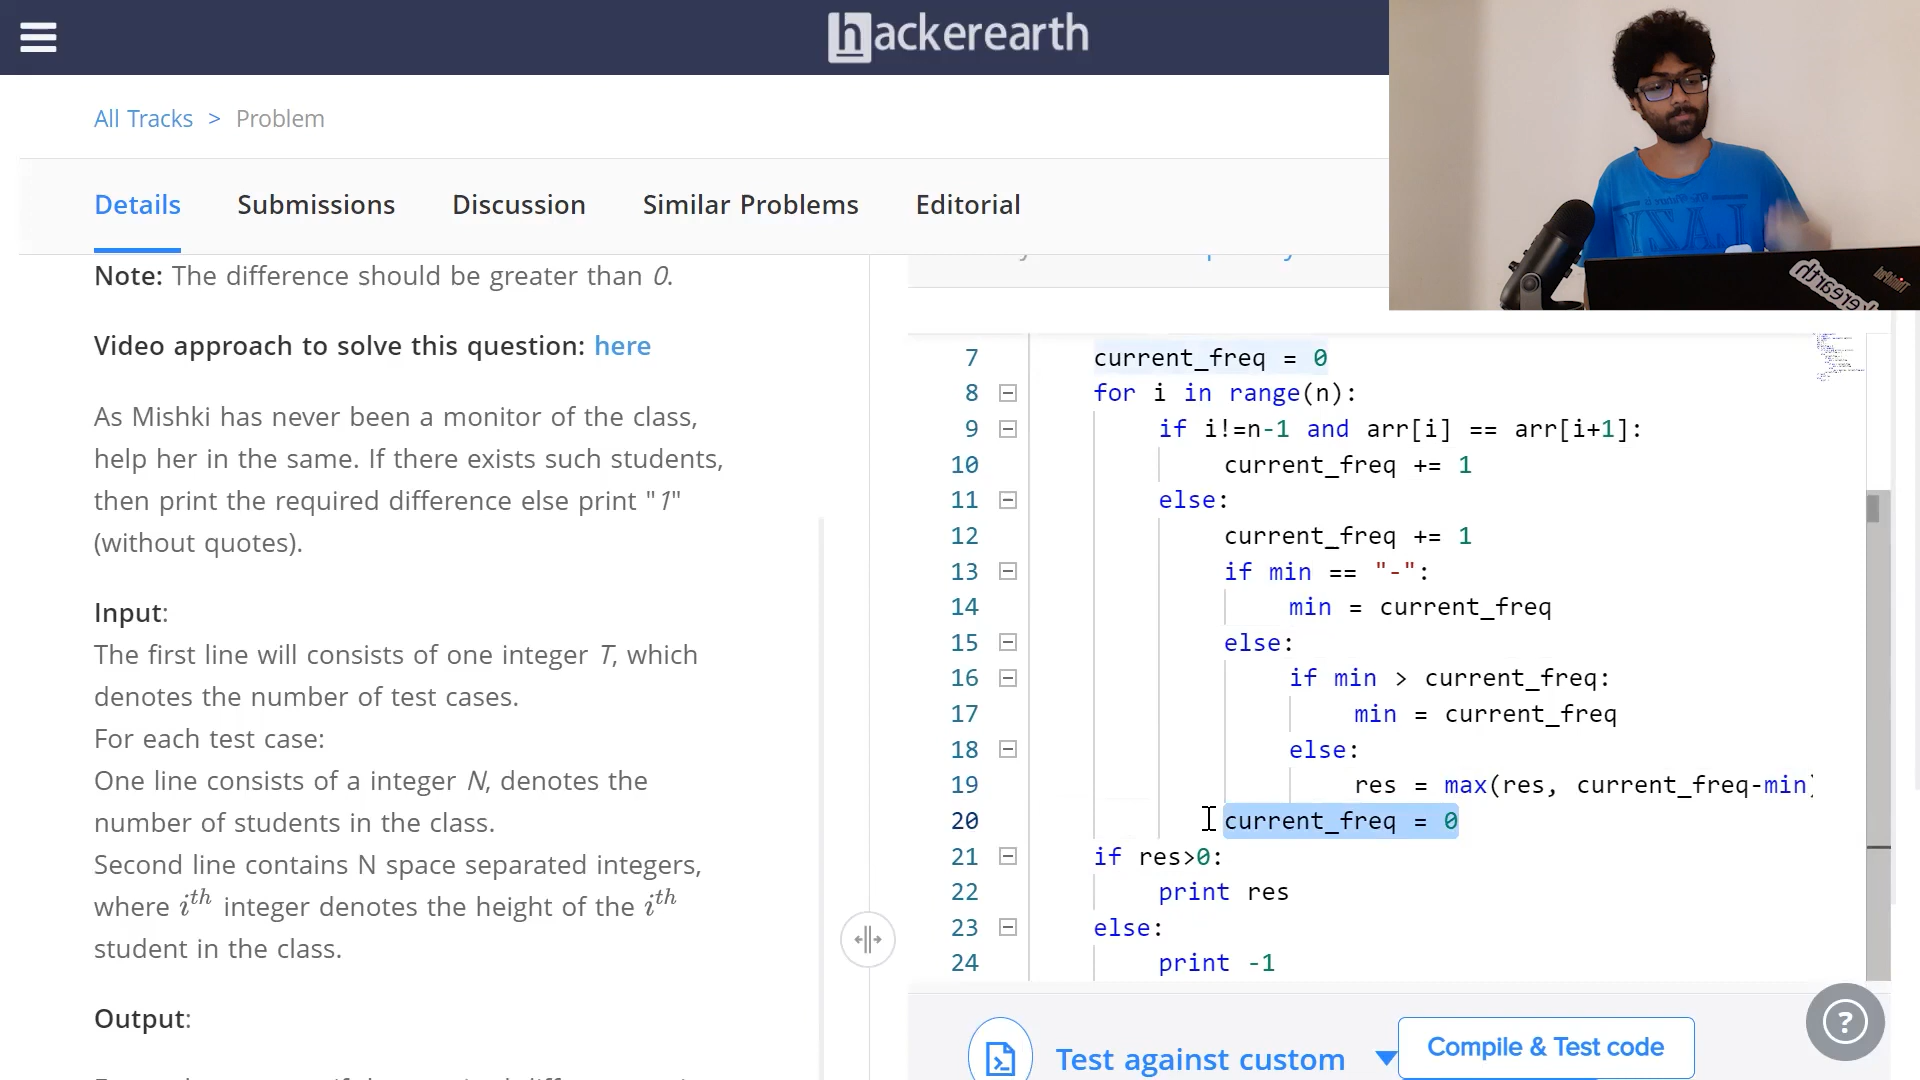 hackerearth
All Tracks > Problem
Details Submissions Discussion Similar Problems Editorial
Note: The difference should be greater than 0.
Video approach to solve this question: here
As Mishki has never been a monitor of the class,
help her in the same. If there exists such students,
then print the required difference else print "1"
(without quotes).
Input:
The first line will consists of one integer T, which
denotes the number of test cases.
For each test case:
One line consists of a integer N, denotes the
number of students in the class.
Second line contains N space separated integers,
where i^th integer denotes the height of the i^th
student in the class.
Output:
7 current_freq = 0
8 for i in range(n):
9 if i!=n-1 and arr[i] == arr[i+1]:
10 current_freq += 1
11 else:
12 current_freq += 1
13 if min == "-":
14 min = current_freq
15 else:
16 if min > current_freq:
17 min = current_freq
18 else:
19 res = max(res, current_freq-min)
20 current_freq = 0
21 if res>0:
22 print res
23 else:
24 print -1
Test against custom
Compile & Test code
?
LAZY
hackerearth